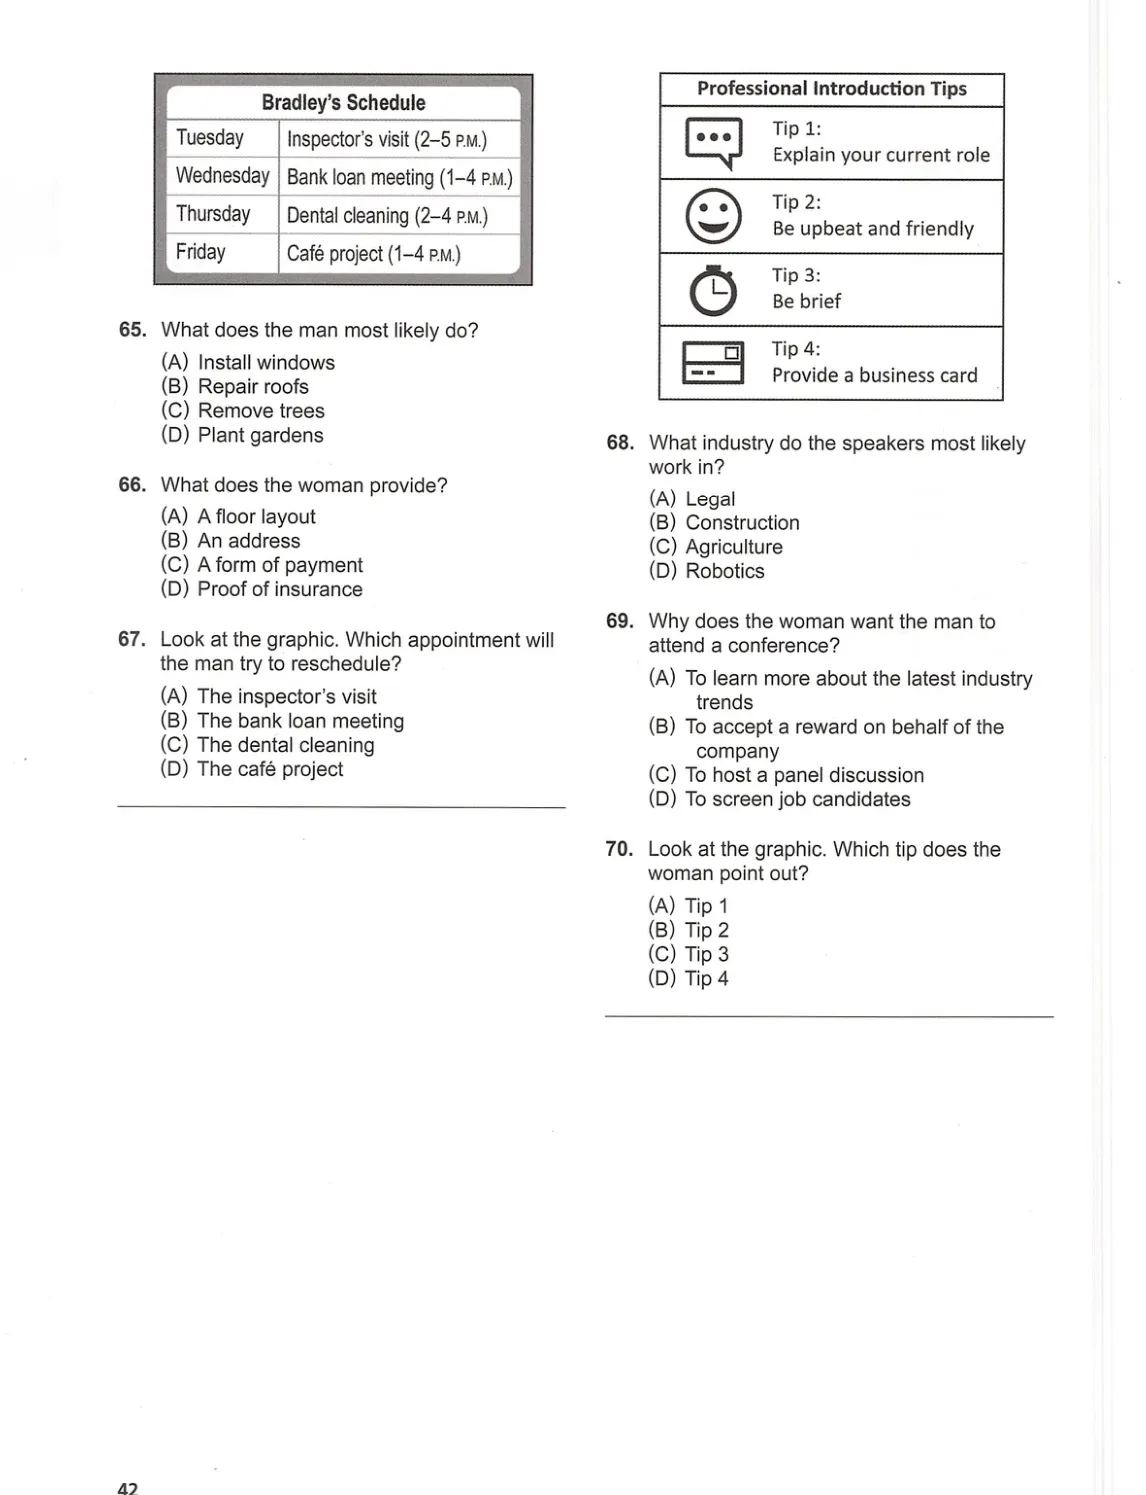 Bradley's Schedule
Tuesday Inspector's visit (2–5 P.M.)
Wednesday Bank loan meeting (1–4 P.M.)
Thursday Dental cleaning (2–4 P.M.)
Friday Café project (1–4 P.M.)
65. What does the man most likely do?
(A) Install windows
(B) Repair roofs
(C) Remove trees
(D) Plant gardens
66. What does the woman provide?
(A) A floor layout
(B) An address
(C) A form of payment
(D) Proof of insurance
67. Look at the graphic. Which appointment will
the man try to reschedule?
(A) The inspector's visit
(B) The bank loan meeting
(C) The dental cleaning
(D) The café project
Professional Introduction Tips
Tip 1:
Explain your current role
Tip 2:
Be upbeat and friendly
Tip 3:
Be brief
Tip 4:
Provide a business card
68. What industry do the speakers most likely
work in?
(A) Legal
(B) Construction
(C) Agriculture
(D) Robotics
69. Why does the woman want the man to
attend a conference?
(A) To learn more about the latest industry
trends
(B) To accept a reward on behalf of the
company
(C) To host a panel discussion
(D) To screen job candidates
70. Look at the graphic. Which tip does the
woman point out?
(A) Tip 1
(B) Tip 2
(C) Tip 3
(D) Tip 4
42